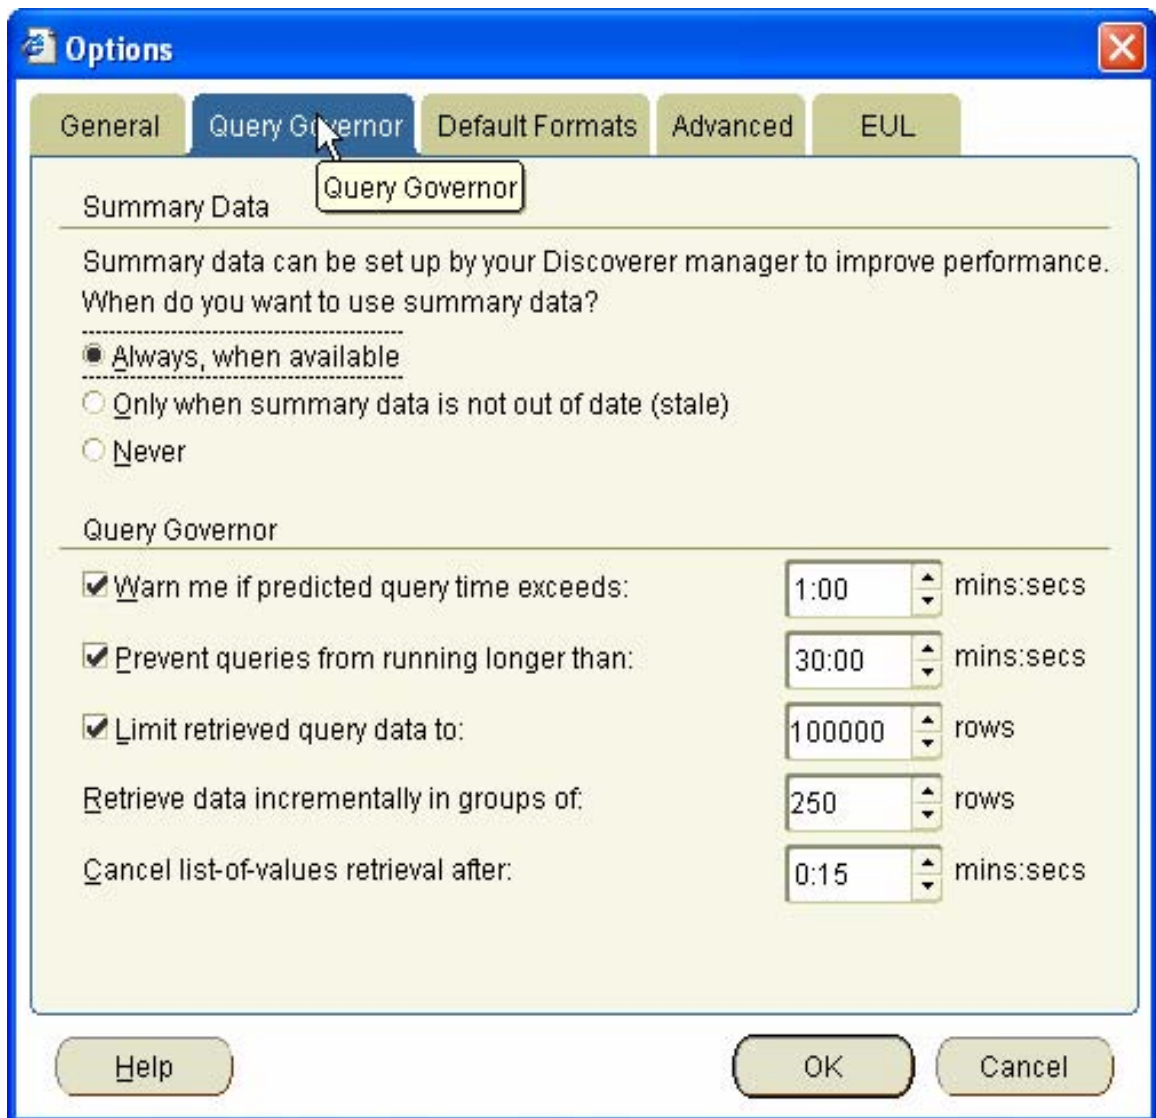 Options
General Query Governor Default Formats Advanced EUL
Query Governor
Summary Data
Summary data can be set up by your Discoverer manager to improve performance.
When do you want to use summary data?
Always, when available
Only when summary data is not out of date (stale)
Never
Query Governor
Warn me if predicted query time exceeds: 1:00 mins:secs
Prevent queries from running longer than: 30:00 mins:secs
Limit retrieved query data to: 100000 rows
Retrieve data incrementally in groups of: 250 rows
Cancel list-of-values retrieval after: 0:15 mins:secs
Help OK Cancel